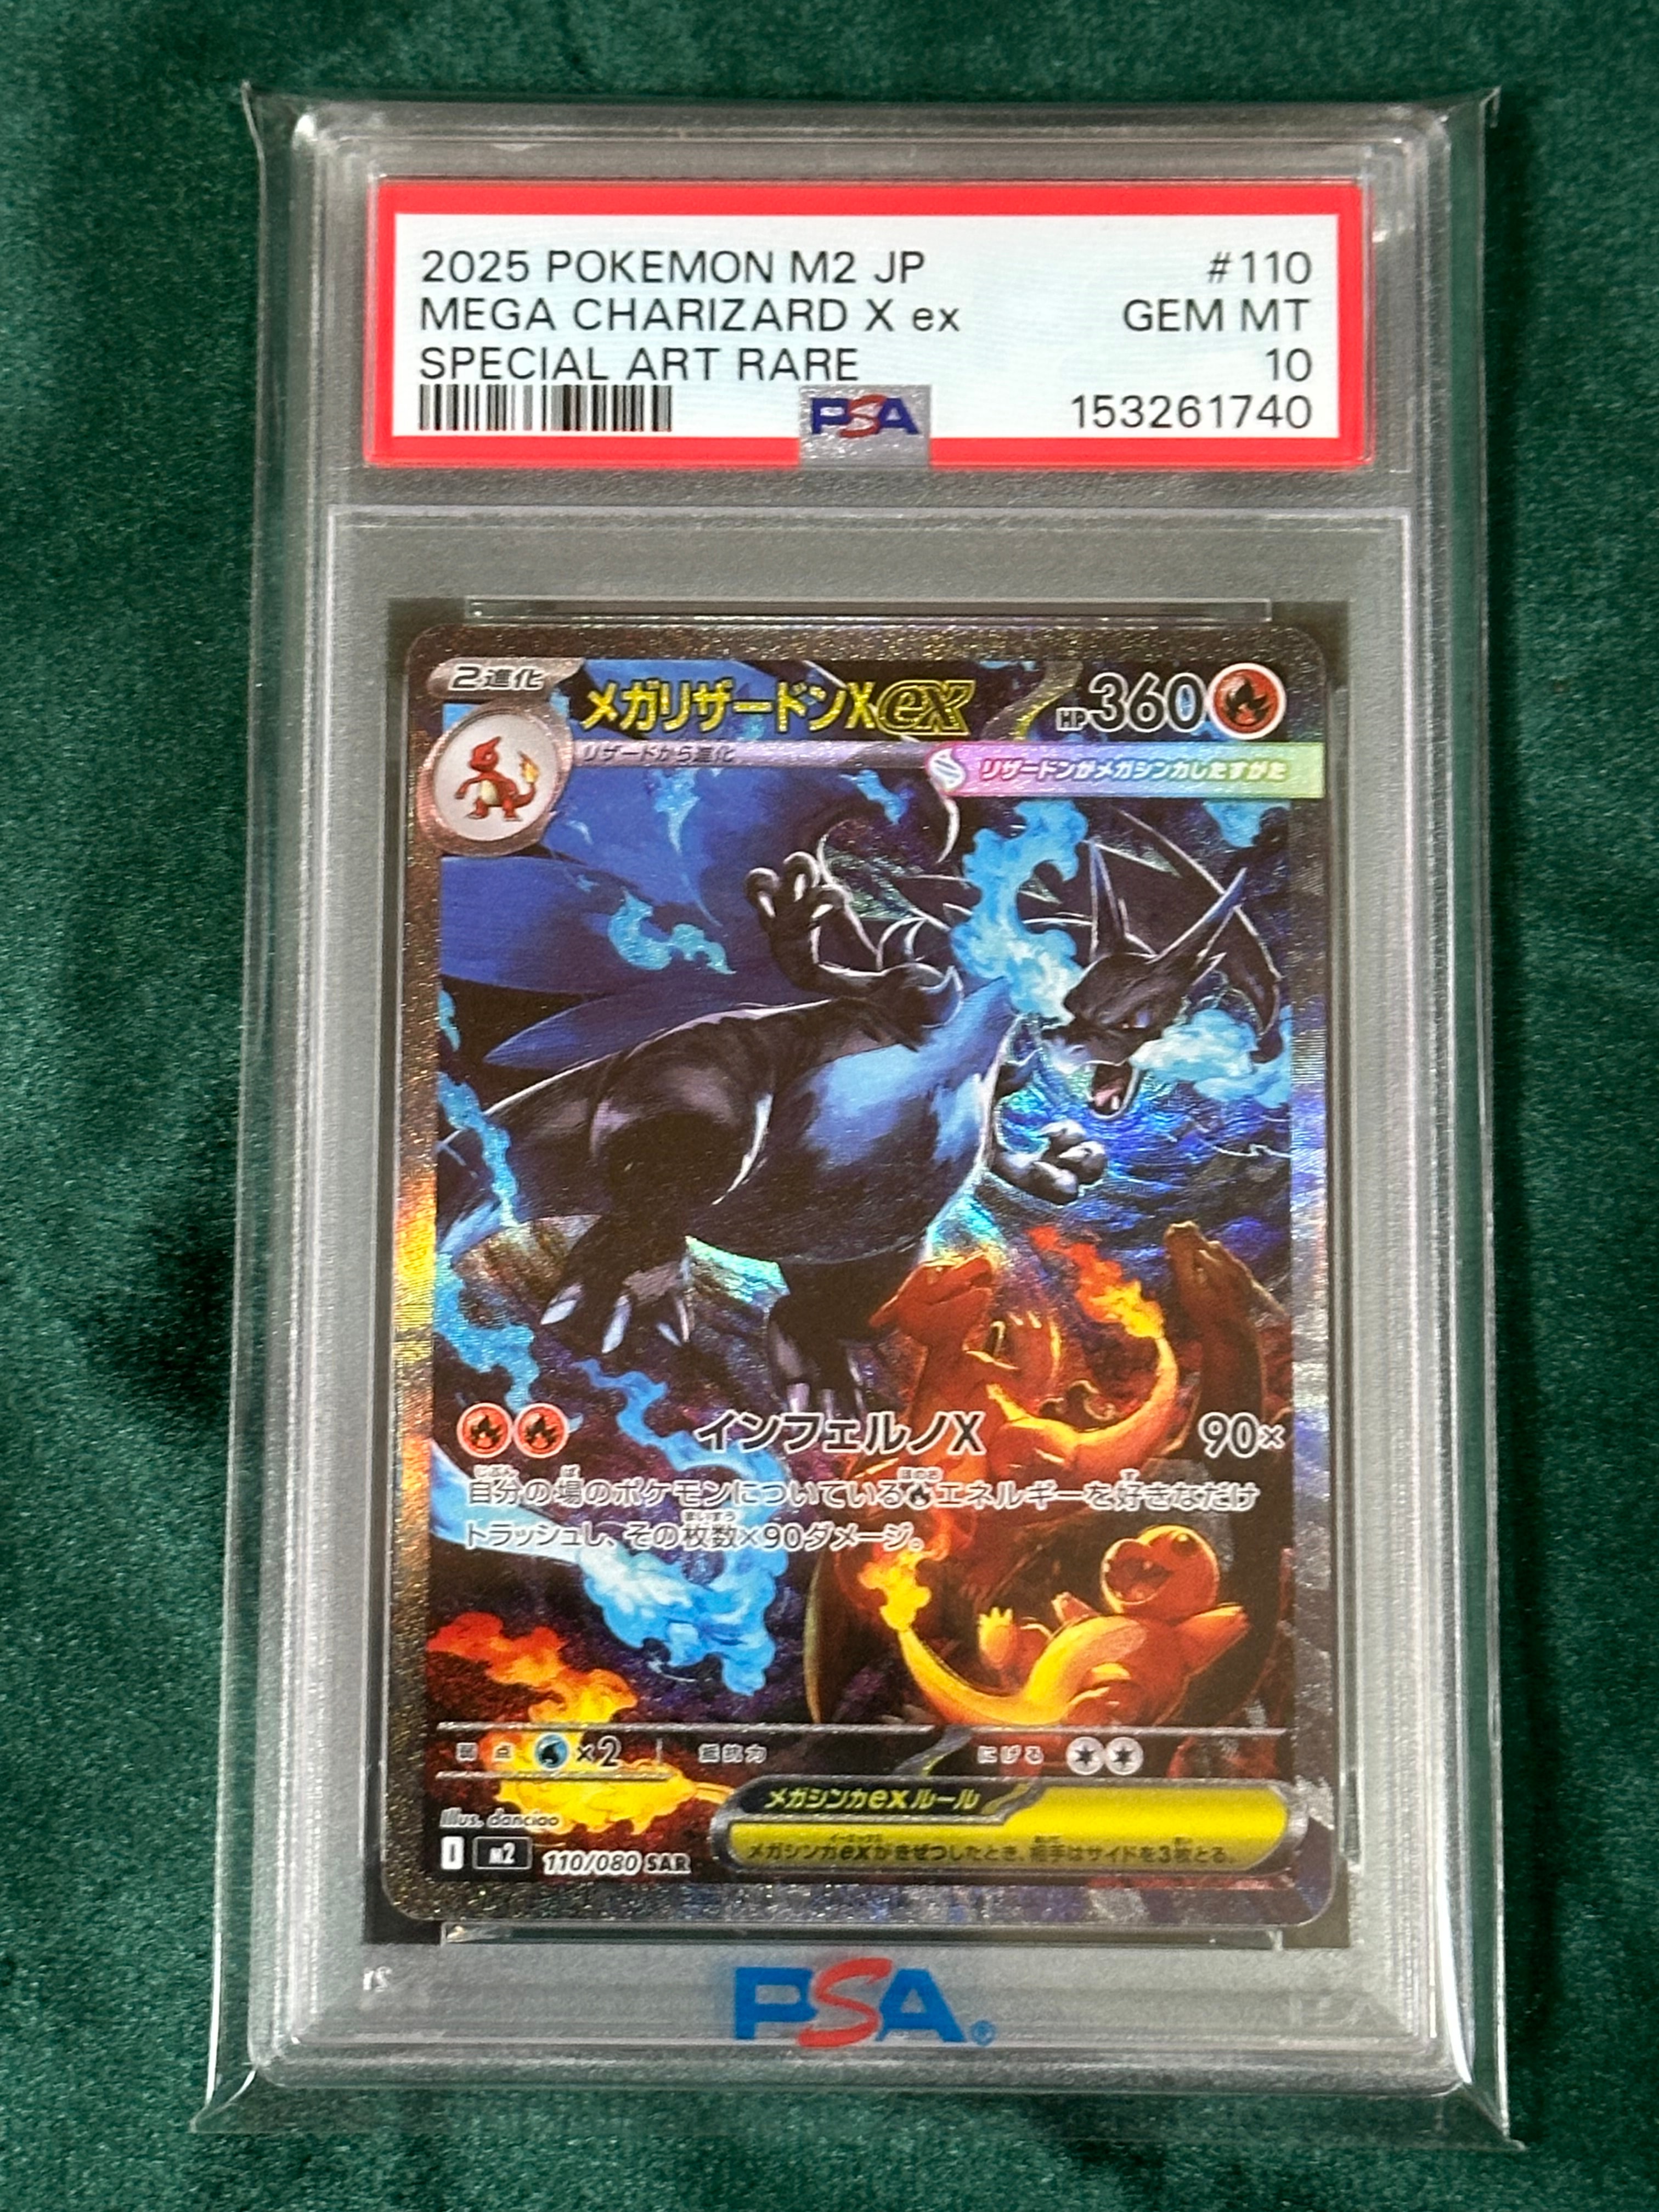 2025 POKEMON M2 JP #110
MEGA CHARIZARD X ex GEM MT
SPECIAL ART RARE 10
PSA 153261740
2進化 メガリザードンXex HP360
リザードから進化
リザードンがメガシンカしたすがた
インフェルノX 90×
自分の場のポケモンについているエネルギーを好きなだけ
トラッシュし、その枚数×90ダメージ。
弱点 ×2 抵抗力 にげる
メガシンカexルール
メガシンカexがきぜつしたとき、相手はサイドを3枚とる。
Illus. danciao
I M2 110/080 SAR
PSA®